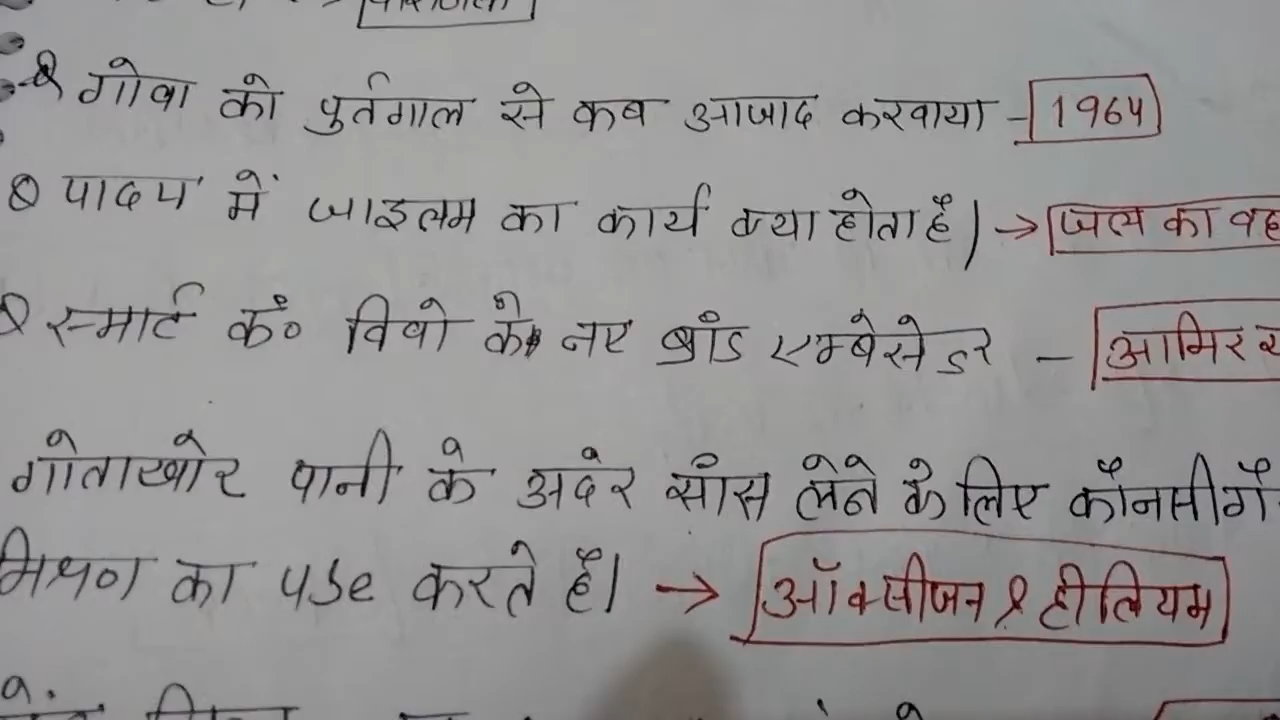 गोवा को पुर्तगाल से कब आजाद करवाया - 1964
पादप में जाइलम का कार्य क्या होता है। → जल का वह
स्मार्ट कं० विवो के नए ब्रांड एम्बेसेडर - आमिर
गोताखोर पानी के अदंर साँस लेने के लिए कौनसी गै
मिश्रण का use करते है। → ऑक्सीजन & हीलियम